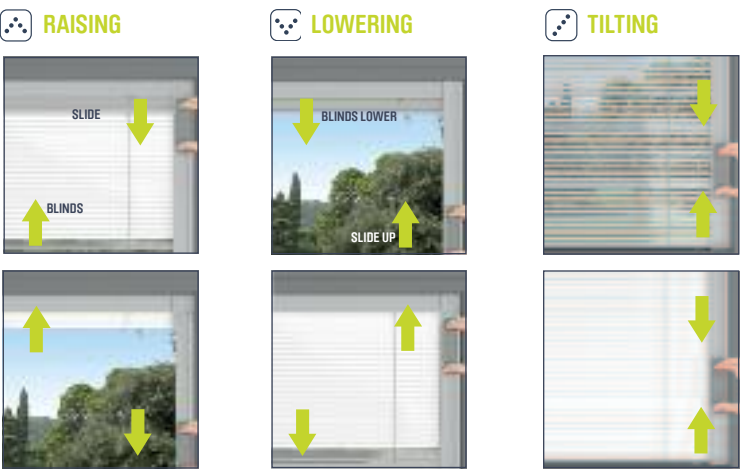 RAISING
LOWERING
TILTING
SLIDE
BLINDS
BLINDS LOWER
SLIDE UP